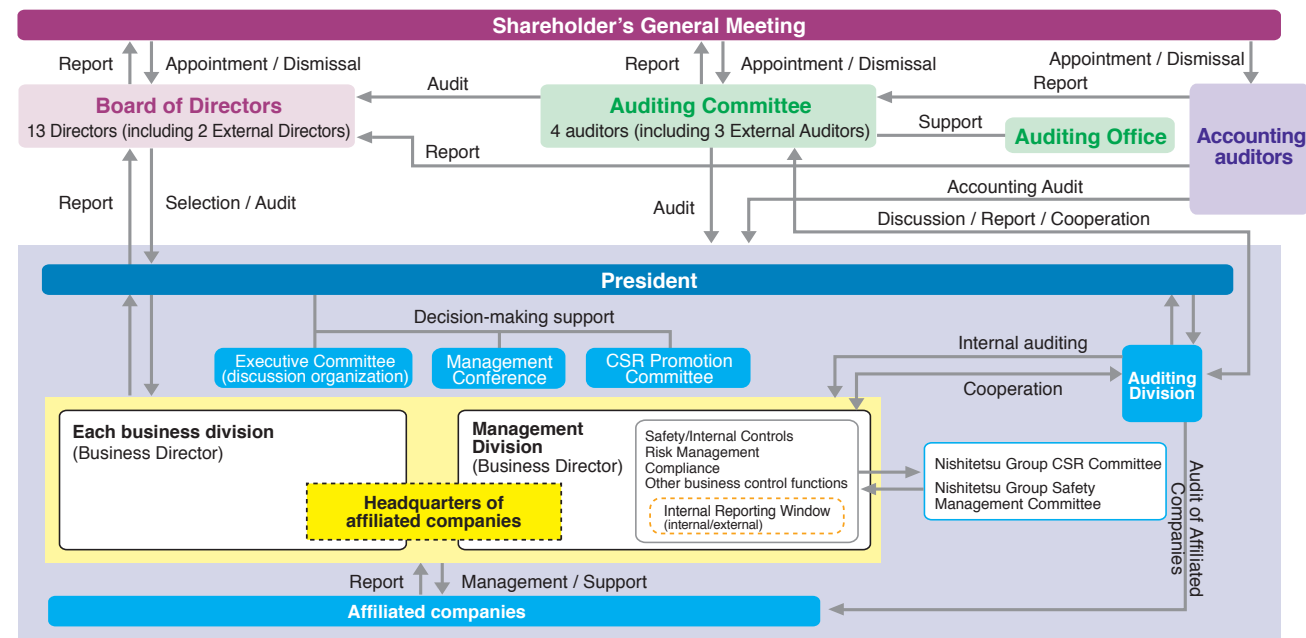 Shareholder’s General Meeting
Report
Appointment / Dismissal
Report
Appointment / Dismissal
Appointment / Dismissal
Board of Directors
13 Directors (including 2 External Directors)
Audit
Auditing Committee
4 auditors (including 3 External Auditors)
Report
Support
Auditing Office
Accounting
auditors
Report
Accounting Audit
Report
Selection / Audit
Audit
Discussion / Report / Cooperation
President
Decision-making support
Executive Committee
(discussion organization)
Management
Conference
CSR Promotion
Committee
Internal auditing
Cooperation
Auditing
Division
Each business division
(Business Director)
Management
Division
(Business Director)
Safety/Internal Controls
Risk Management
Compliance
Other business control functions
Internal Reporting Window
(internal/external)
Headquarters of
affiliated companies
Nishitetsu Group CSR Committee
Nishitetsu Group Safety
Management Committee
Audit of Affiliated
Companies
Report
Management / Support
Affiliated companies